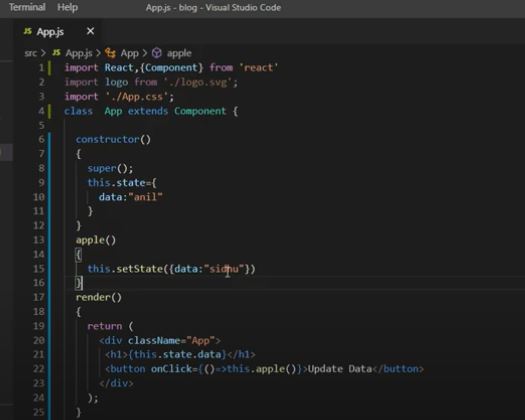 Terminal Help App.js - blog - Visual Studio Code
JS App.js ×
src > JS App.js > App > apple
1 import React,{Component} from 'react'
2 import logo from './logo.svg';
3 import './App.css';
4 class App extends Component {
5
6 constructor()
7 {
8 super();
9 this.state={
10 data:"anil"
11 }
12 }
13 apple()
14 {
15 this.setState({data:"sidhu"})
16 }
17 render()
18 {
19 return (
20 <div className="App">
21 <h1>{this.state.data}</h1>
22 <button onClick={()=>this.apple()}>Update Data</button>
23 </div>
24 );
25 }